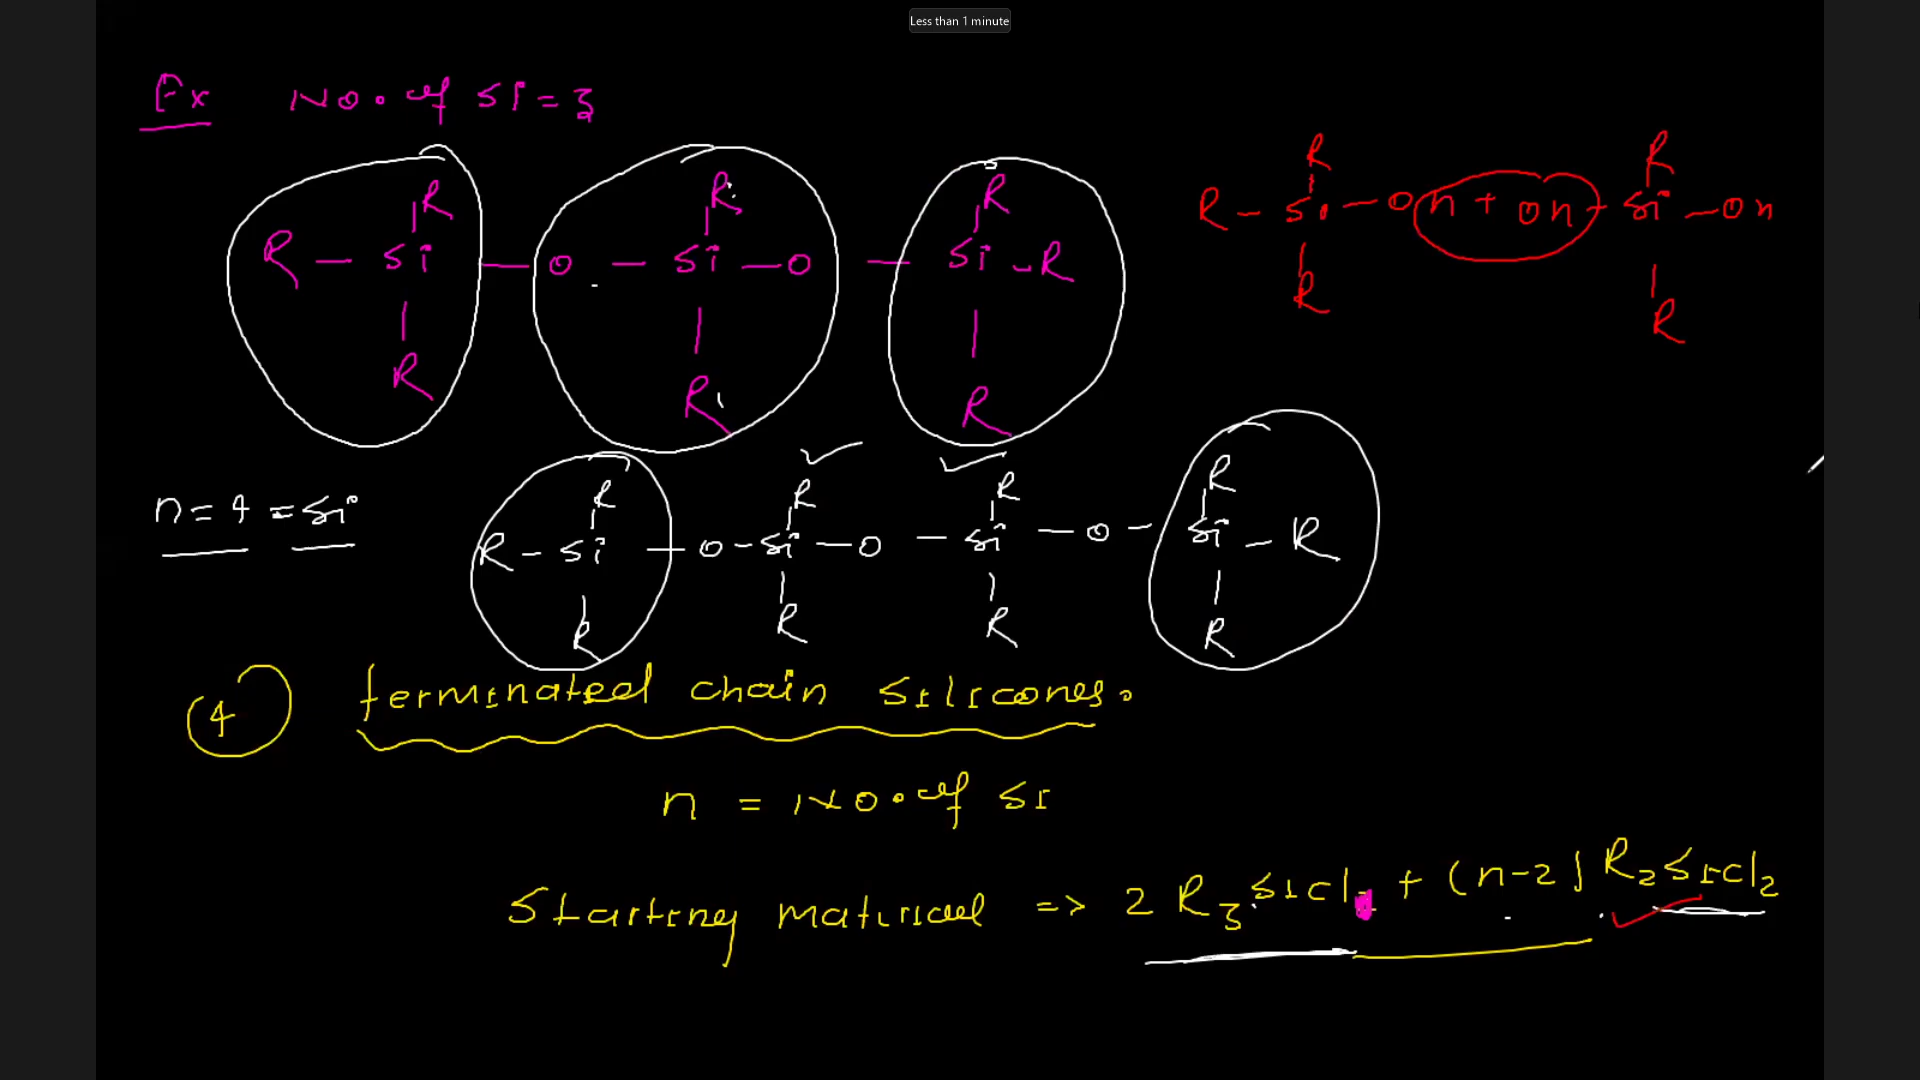 Less than 1 minute
Ex No. of Si = 3
R R R
R – Si – O – Si – O – Si – R
R R R
R R
R – Si – OH + OH – Si – OH
R R
n = 4 = Si
R R R R
R – Si – O – Si – O – Si – O – Si – R
R R R R
4 terminated chain silicones.
n = No. of Si
Starting material => 2 R3SiCl + (n-2) R2SiCl2